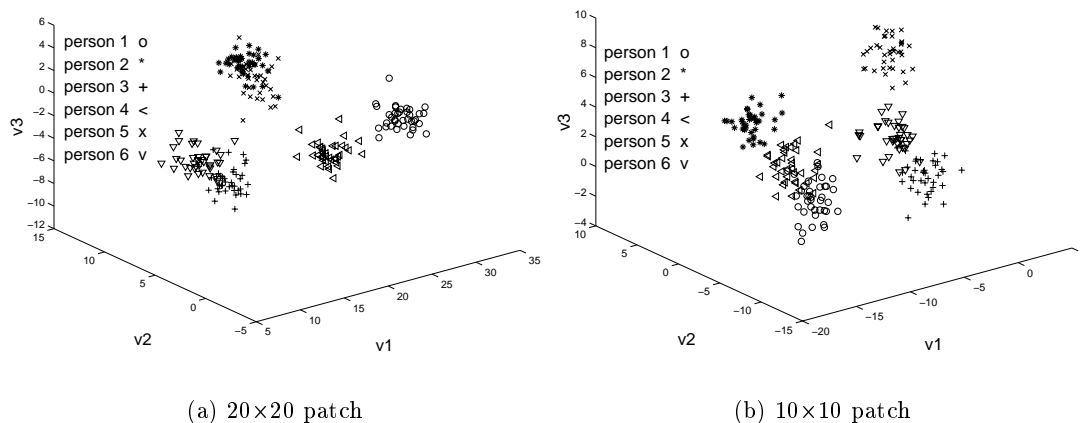 6
4
2
0
−2
−4
−6
−8
−10
−12
v3
person 1 o
person 2 *
person 3 +
person 4 <
person 5 x
person 6 v
15
10
5
0
−5
v2
5
10
15
20
25
30
35
v1
(a) 20×20 patch
10
8
6
4
2
0
−2
−4
v3
person 1 o
person 2 *
person 3 +
person 4 <
person 5 x
person 6 v
10
5
0
−5
−10
−15
v2
−20
−15
−10
−5
0
v1
(b) 10×10 patch